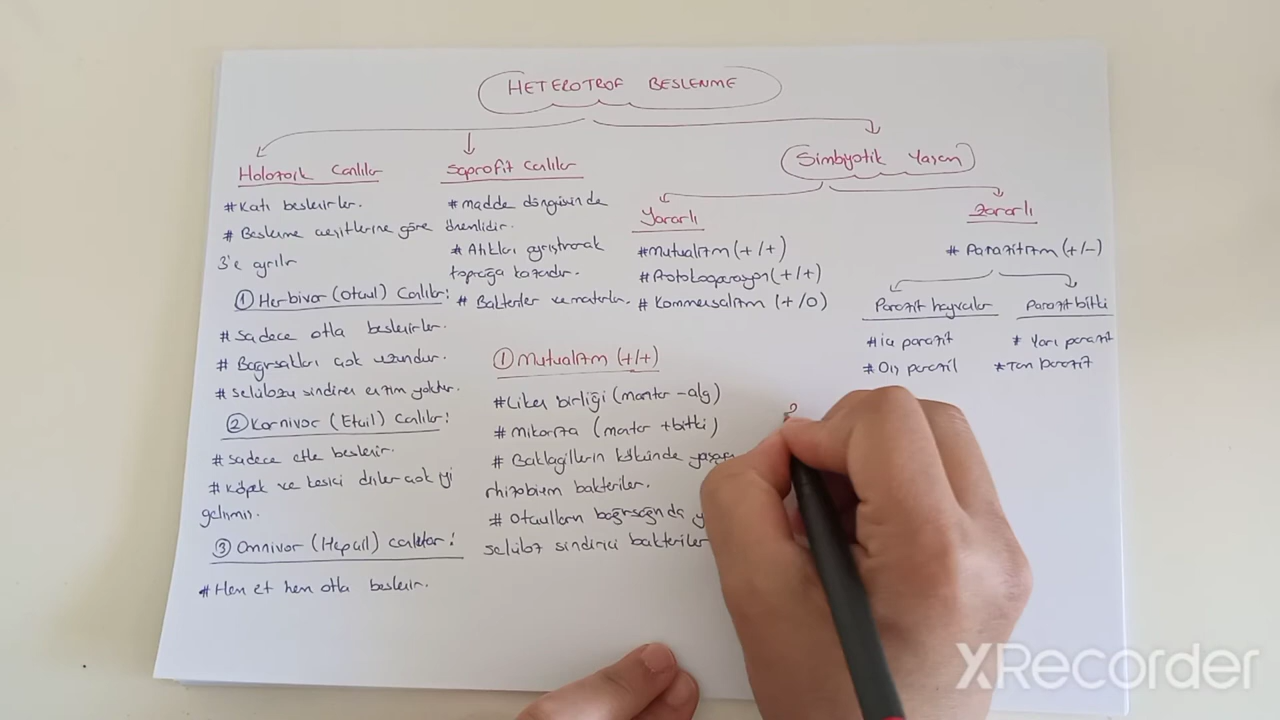 HETEROTROF BESLENME
Holozoik Canlılar
# Katı beslenirler.
# Beslenme çeşitlerine göre
3'e ayrılır
① Herbivor (Otçul) Canlılar:
# Sadece otla beslenirler.
# Bağırsakları çok uzundur.
# Selülozu sindiren enzim yoktur.
② Karnivor (Etçil) Canlılar:
# Sadece etle beslenir.
# Köpek ve kesici dişler çok iyi
gelişmiş.
③ Omnivor (Hepçil) Canlılar:
# Hem et hem otla beslenir.
Saprofit Canlılar
# madde döngüsünde
önemlidir.
# Atıkları ayrıştırarak
toprağa kazandır.
# Bakteriler ve mantarlar.
Simbiyotik Yaşam
Yararlı
# Mutualizm (+/+)
# Protokooperasyon (+/+)
# Kommensalizm (+/0)
Zararlı
# Parazitizm (+/-)
Parazit hayvanlar
# iç parazit
# Dış parazit
Parazit bitki
* Yarı parazit
* Tam parazit
① Mutualizm (+/+)
# Liken birliği (mantar - alg)
# Mikoriza (mantar + bitki)
# Baklagillerin kökünde yaşayan
rhizobium bakteriler.
# Otçulların bağırsağında
selüloz sindirici bakteriler
XRecorder